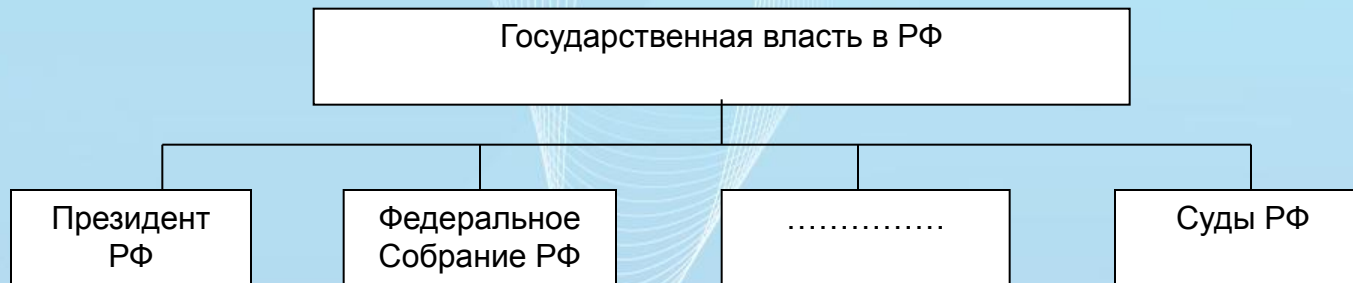 Государственная власть в РФ
Президент
РФ
Федеральное
Собрание РФ
……………
Суды РФ